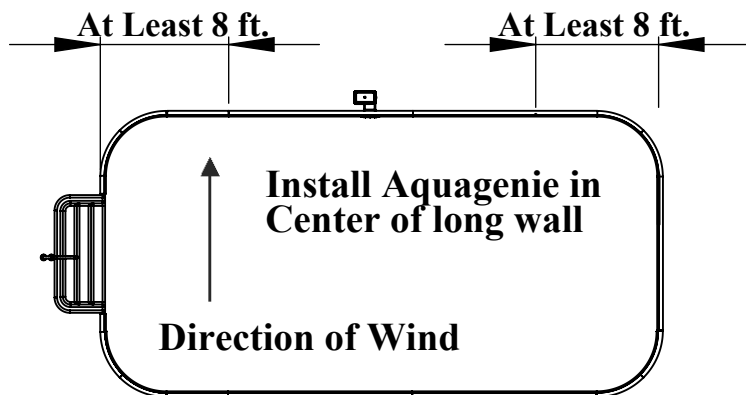 At Least 8 ft.
At Least 8 ft.
Install Aquagenie in
Center of long wall
Direction of Wind